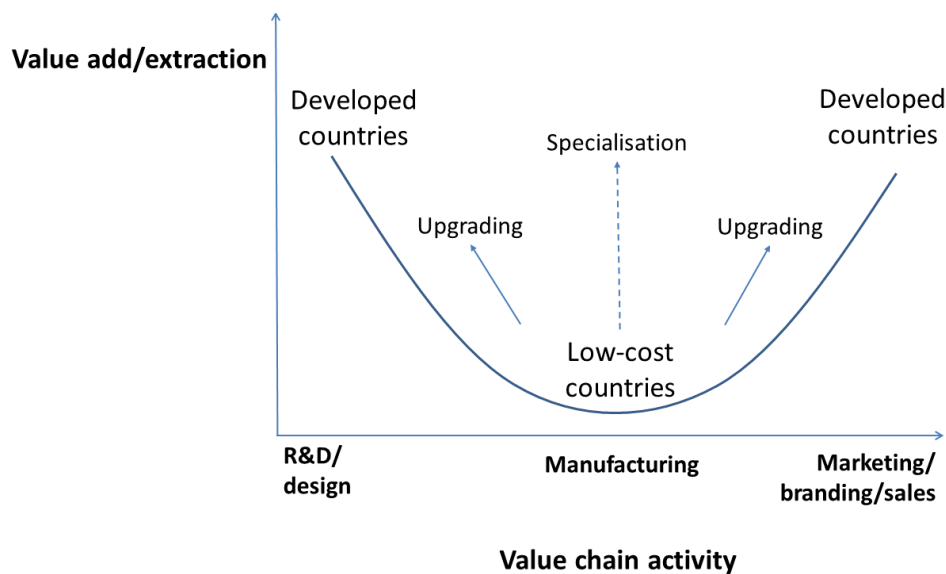 Value add/extraction
Developed
countries
Developed
countries
Specialisation
Upgrading
Upgrading
Low-cost
countries
R&D/
design
Manufacturing
Marketing/
branding/sales
Value chain activity